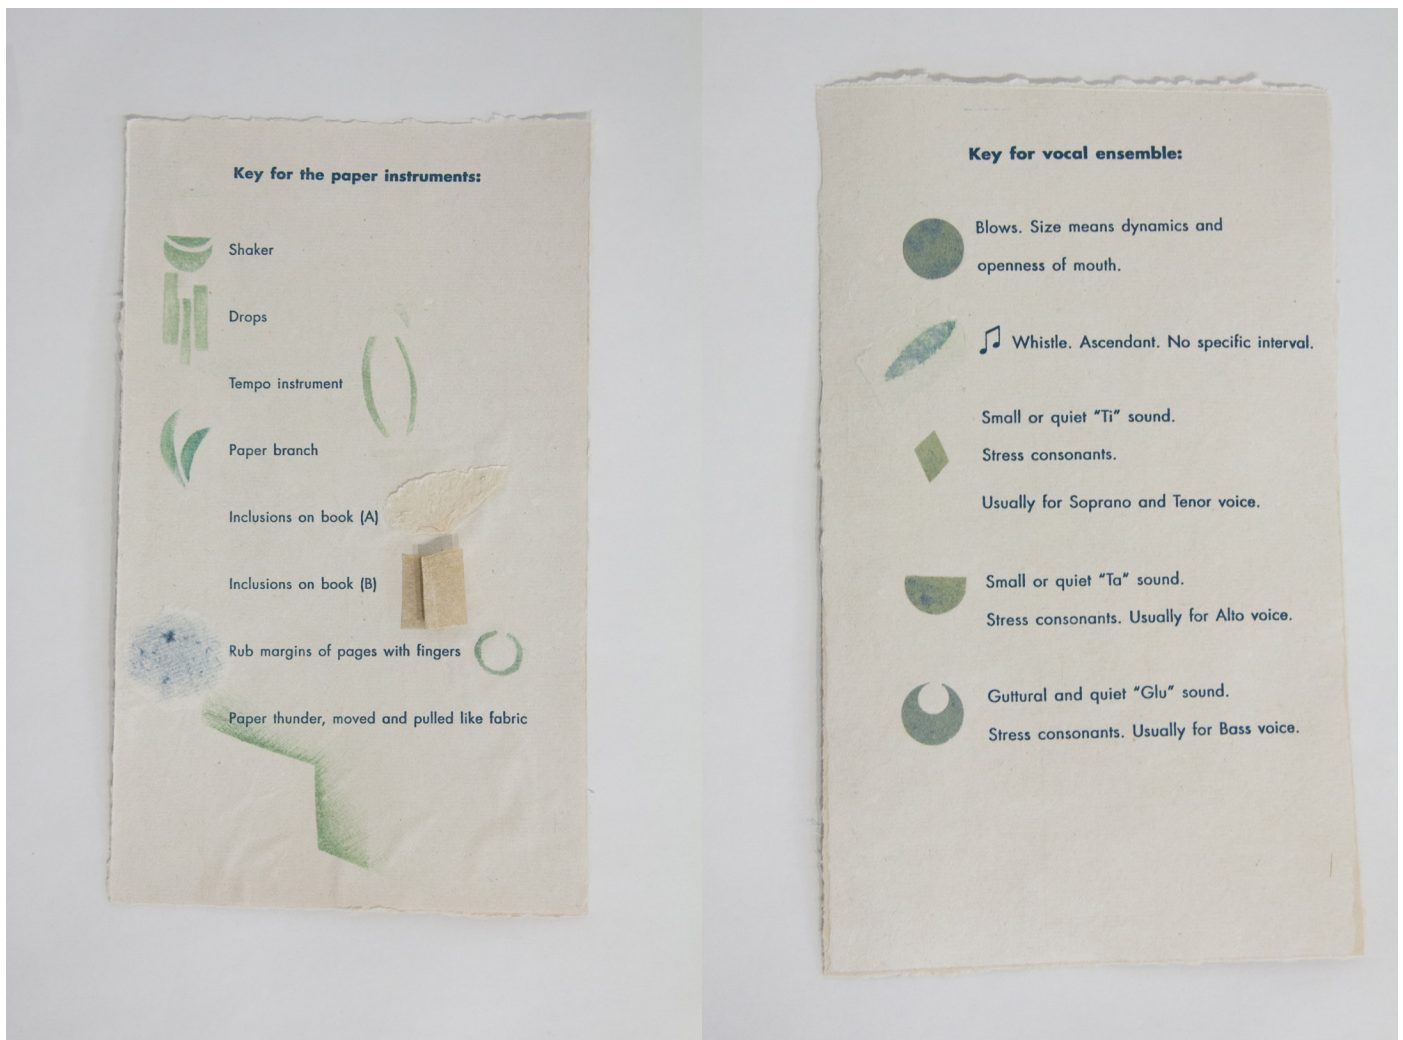 Key for the paper instruments:
Shaker
Drops
Tempo instrument
Paper branch
Inclusions on book (A)
Inclusions on book (B)
Rub margins of pages with fingers
Paper thunder, moved and pulled like fabric
Key for vocal ensemble:
Blows. Size means dynamics and
openness of mouth.
Whistle. Ascendant. No specific interval.
Small or quiet “Ti” sound.
Stress consonants.
Usually for Soprano and Tenor voice.
Small or quiet “Ta” sound.
Stress consonants. Usually for Alto voice.
Guttural and quiet “Glu” sound.
Stress consonants. Usually for Bass voice.